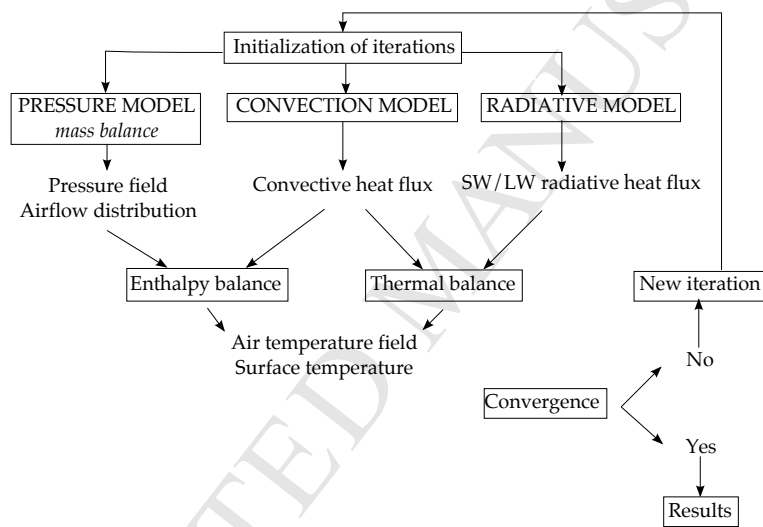 Initialization of iterations
PRESSURE MODEL
mass balance
CONVECTION MODEL
RADIATIVE MODEL
Pressure field
Airflow distribution
Convective heat flux
SW/LW radiative heat flux
Enthalpy balance
Thermal balance
New iteration
Air temperature field
Surface temperature
No
Convergence
Yes
Results
TED MANUS